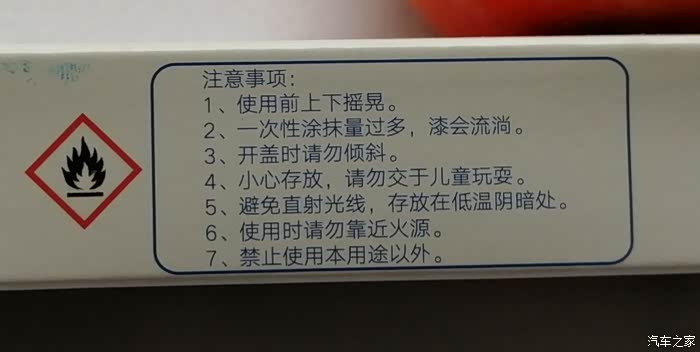 注意事项：
1、使用前上下摇晃。
2、一次性涂抹量过多，漆会流淌。
3、开盖时请勿倾斜。
4、小心存放，请勿交于儿童玩耍。
5、避免直射光线，存放在低温阴暗处。
6、使用时请勿靠近火源。
7、禁止使用本用途以外。
汽车之家